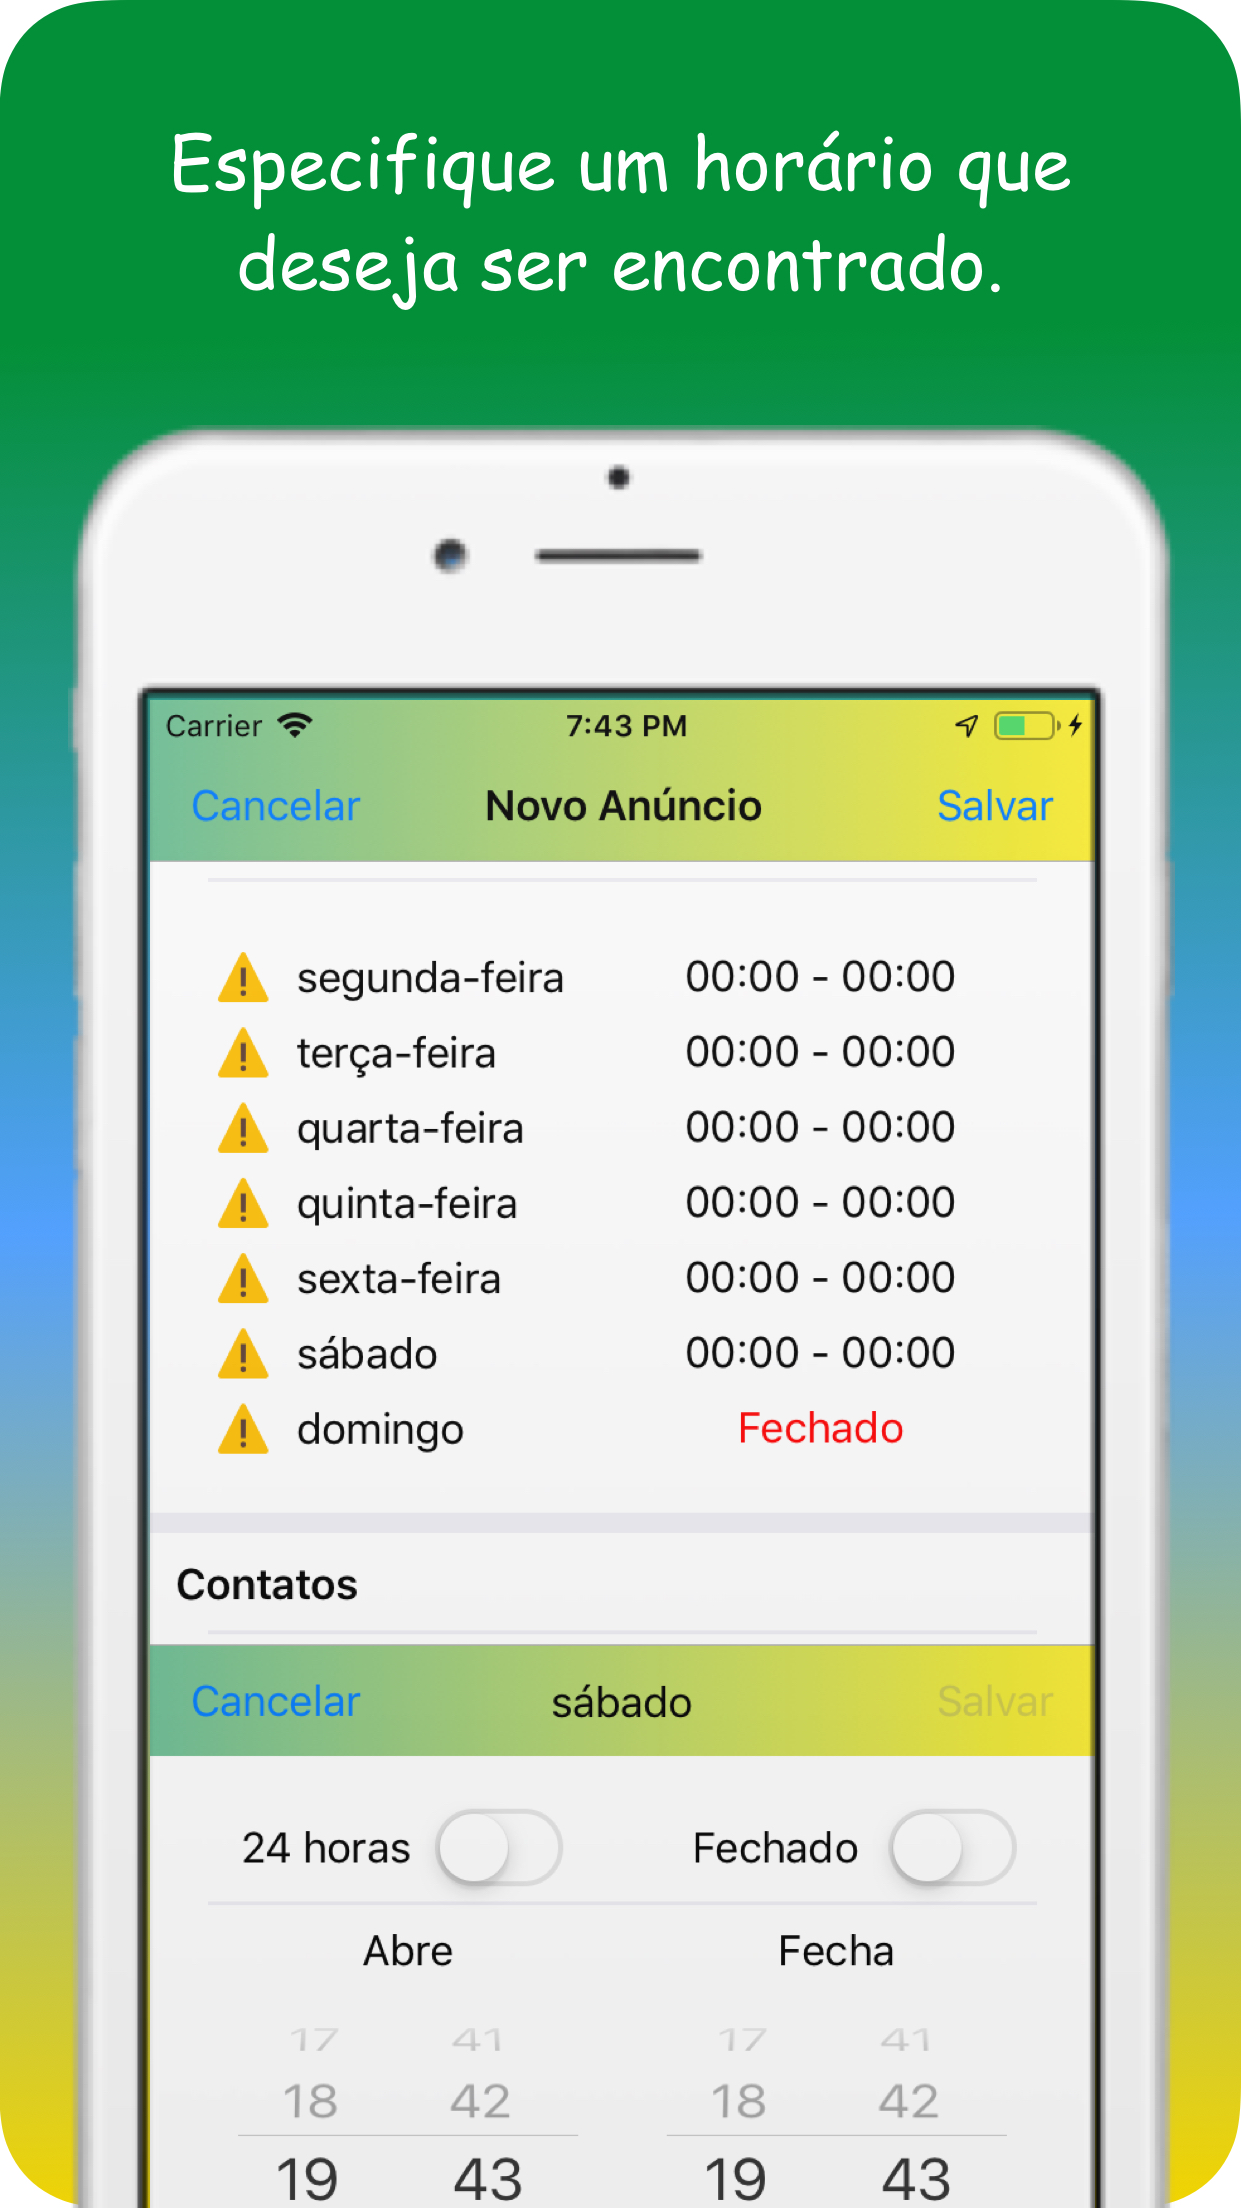 Especifique um horário que
deseja ser encontrado.
Carrier 7:43 PM
Cancelar Novo Anúncio Salvar
segunda-feira 00:00 - 00:00
terça-feira 00:00 - 00:00
quarta-feira 00:00 - 00:00
quinta-feira 00:00 - 00:00
sexta-feira 00:00 - 00:00
sábado 00:00 - 00:00
domingo Fechado
Contatos
Cancelar sábado Salvar
24 horas Fechado
Abre Fecha
17 41 17 41
18 42 18 42
19 43 19 43